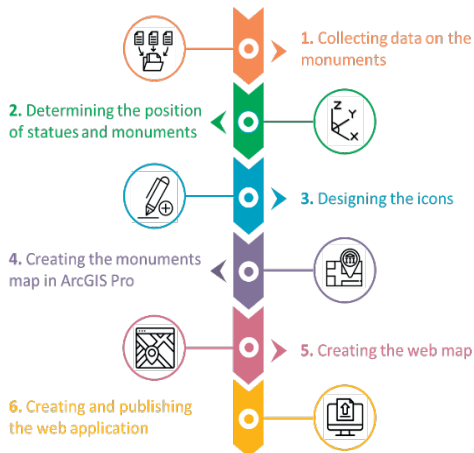 1. Collecting data on the
monuments
2. Determining the position
of statues and monuments
Z
Y
X
3. Designing the icons
4. Creating the monuments
map in ArcGIS Pro
5. Creating the web map
6. Creating and publishing
the web application